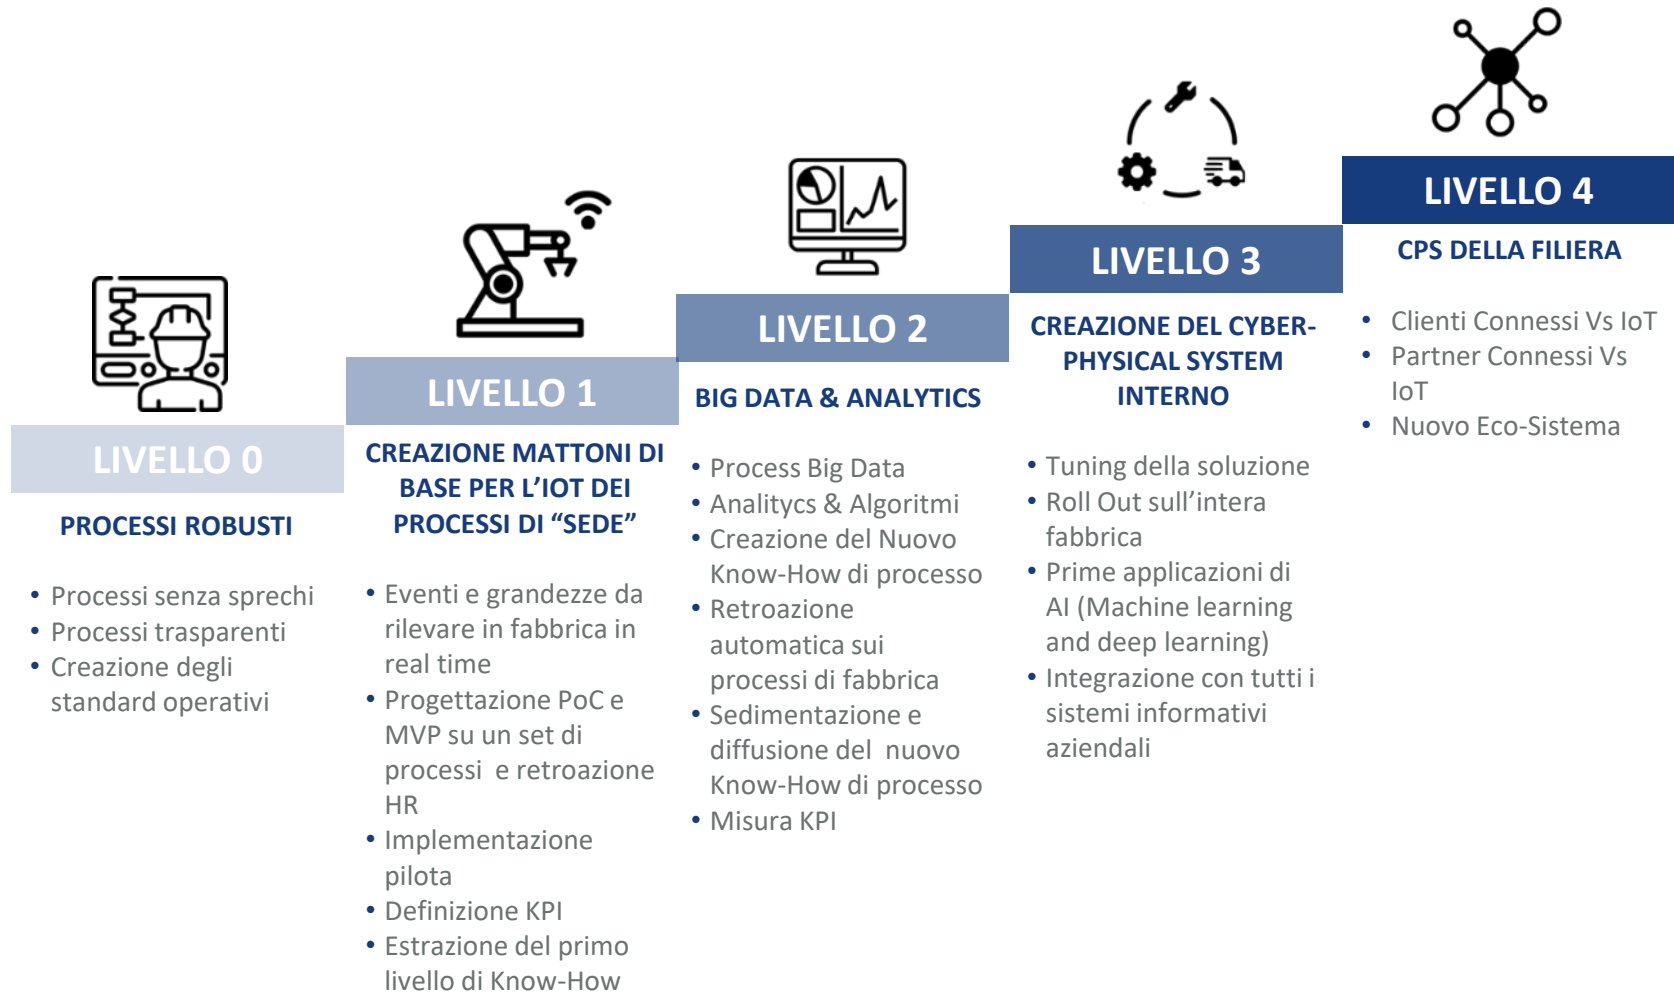 LIVELLO 0
PROCESSI ROBUSTI
• Processi senza sprechi
• Processi trasparenti
• Creazione degli
standard operativi
LIVELLO 1
CREAZIONE MATTONI DI
BASE PER L’IOT DEI
PROCESSI DI “SEDE”
• Eventi e grandezze da
rilevare in fabbrica in
real time
• Progettazione PoC e
MVP su un set di
processi e retroazione
HR
• Implementazione
pilota
• Definizione KPI
• Estrazione del primo
livello di Know-How
LIVELLO 2
BIG DATA & ANALYTICS
• Process Big Data
• Analitycs & Algoritmi
• Creazione del Nuovo
Know-How di processo
• Retroazione
automatica sui
processi di fabbrica
• Sedimentazione e
diffusione del nuovo
Know-How di processo
• Misura KPI
LIVELLO 3
CREAZIONE DEL CYBER-
PHYSICAL SYSTEM
INTERNO
• Tuning della soluzione
• Roll Out sull’intera
fabbrica
• Prime applicazioni di
AI (Machine learning
and deep learning)
• Integrazione con tutti i
sistemi informativi
aziendali
LIVELLO 4
CPS DELLA FILIERA
• Clienti Connessi Vs IoT
• Partner Connessi Vs
IoT
• Nuovo Eco-Sistema